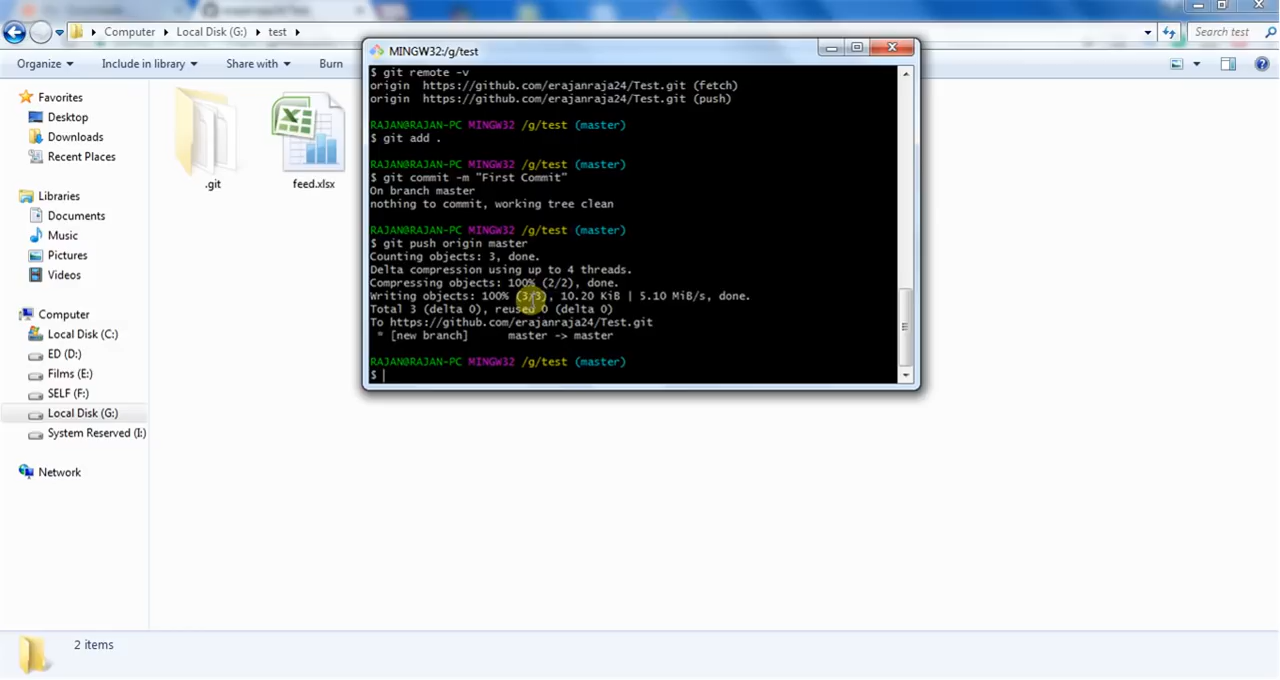 Computer ▸ Local Disk (G:) ▸ test ▸
Search test
Organize ▾ Include in library ▾ Share with ▾ Burn
Favorites
Desktop
Downloads
Recent Places
Libraries
Documents
Music
Pictures
Videos
Computer
Local Disk (C:)
ED (D:)
Films (E:)
SELF (F:)
Local Disk (G:)
System Reserved (I:)
Network
.git
feed.xlsx
MINGW32:/g/test
$ git remote -v
origin  https://github.com/erajanraja24/Test.git (fetch)
origin  https://github.com/erajanraja24/Test.git (push)
RAJAN@RAJAN-PC MINGW32 /g/test (master)
$ git add .
RAJAN@RAJAN-PC MINGW32 /g/test (master)
$ git commit -m "First Commit"
On branch master
nothing to commit, working tree clean
RAJAN@RAJAN-PC MINGW32 /g/test (master)
$ git push origin master
Counting objects: 3, done.
Delta compression using up to 4 threads.
Compressing objects: 100% (2/2), done.
Writing objects: 100% (3/3), 10.20 KiB | 5.10 MiB/s, done.
Total 3 (delta 0), reused 0 (delta 0)
To https://github.com/erajanraja24/Test.git
 * [new branch]      master -> master
RAJAN@RAJAN-PC MINGW32 /g/test (master)
$
2 items